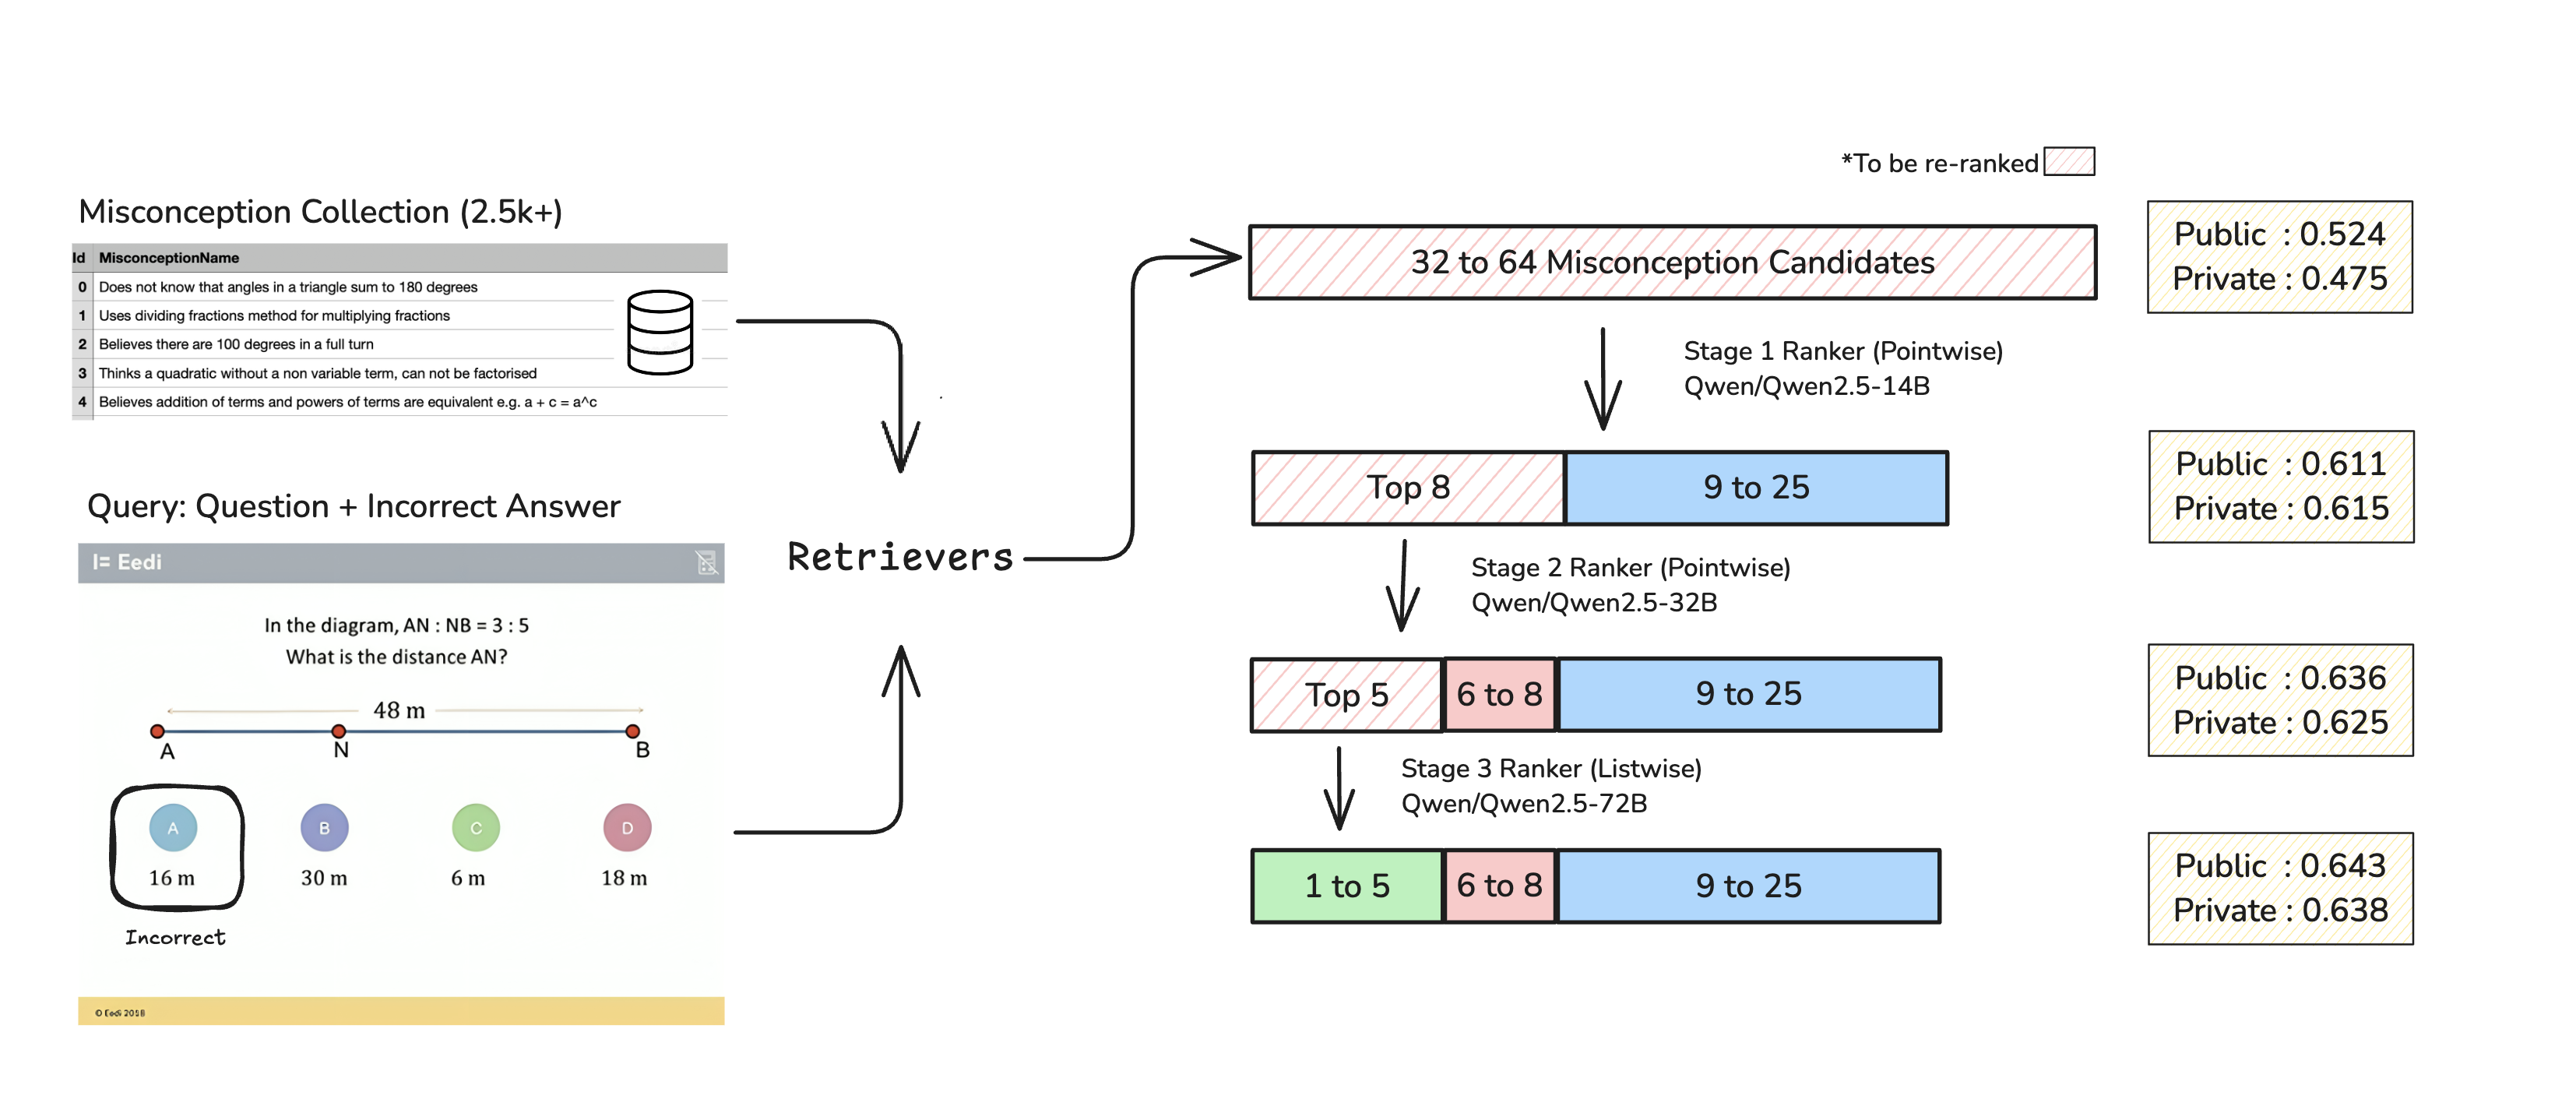 Misconception Collection (2.5k+)
Id MisconceptionName
0 Does not know that angles in a triangle sum to 180 degrees
1 Uses dividing fractions method for multiplying fractions
2 Believes there are 100 degrees in a full turn
3 Thinks a quadratic without a non variable term, can not be factorised
4 Believes addition of terms and powers of terms are equivalent e.g. a + c = a^c
Query: Question + Incorrect Answer
I= Eedi
In the diagram, AN : NB = 3 : 5
What is the distance AN?
48 m
A N B
A B C D
16 m 30 m 6 m 18 m
Incorrect
© Eedi 2018
Retrievers
*To be re-ranked
32 to 64 Misconception Candidates
Public : 0.524
Private : 0.475
Stage 1 Ranker (Pointwise)
Qwen/Qwen2.5-14B
Top 8 9 to 25
Public : 0.611
Private : 0.615
Stage 2 Ranker (Pointwise)
Qwen/Qwen2.5-32B
Top 5 6 to 8 9 to 25
Public : 0.636
Private : 0.625
Stage 3 Ranker (Listwise)
Qwen/Qwen2.5-72B
1 to 5 6 to 8 9 to 25
Public : 0.643
Private : 0.638